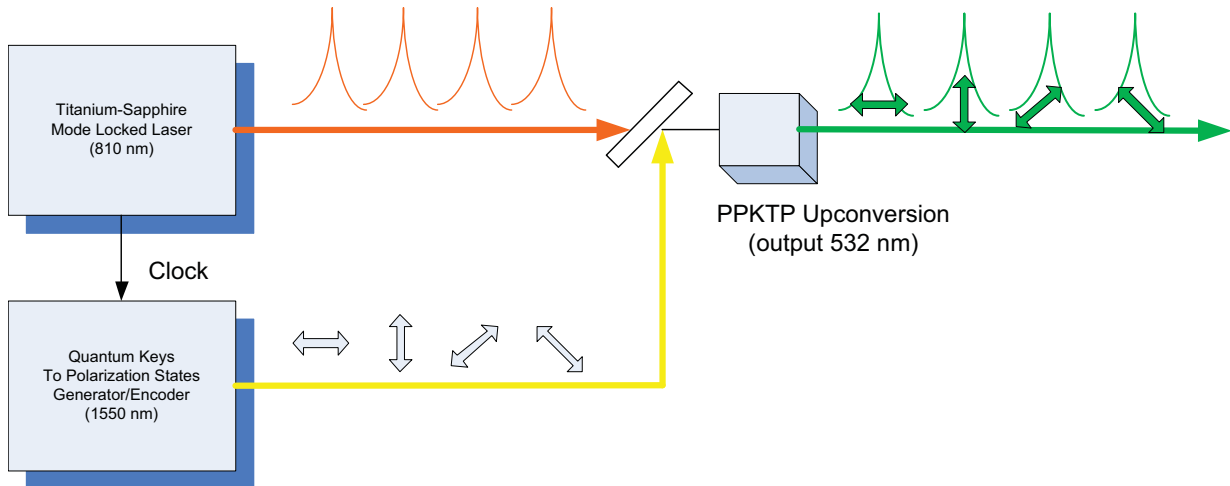 Titanium-Sapphire
Mode Locked Laser
(810 nm)
Clock
PPKTP Upconversion
(output 532 nm)
Quantum Keys
To Polarization States
Generator/Encoder
(1550 nm)